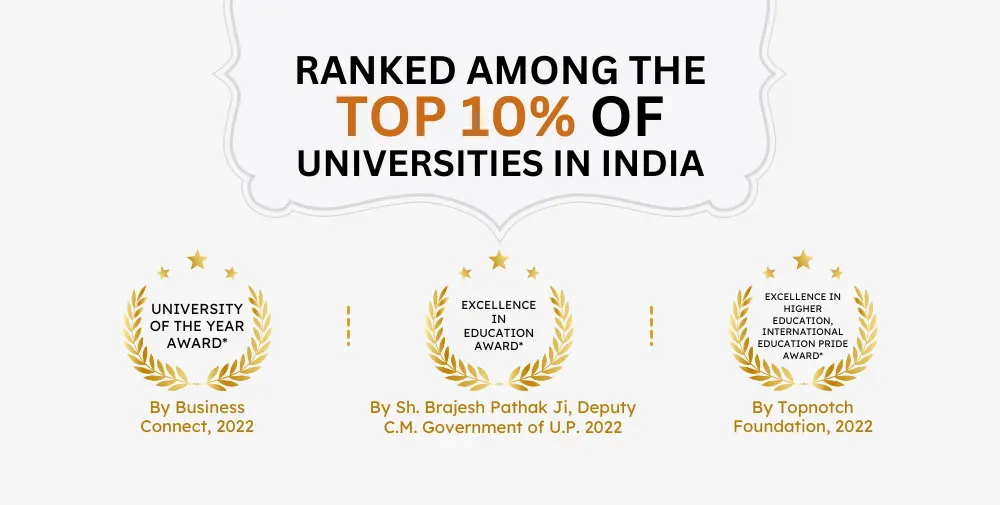 RANKED AMONG THE
TOP 10% OF
UNIVERSITIES IN INDIA
UNIVERSITY
OF THE YEAR
AWARD*
By Business
Connect, 2022
EXCELLENCE
IN
EDUCATION
AWARD*
By Sh. Brajesh Pathak Ji, Deputy
C.M. Government of U.P. 2022
EXCELLENCE IN
HIGHER
EDUCATION,
INTERNATIONAL
EDUCATION PRIDE
AWARD*
By Topnotch
Foundation, 2022